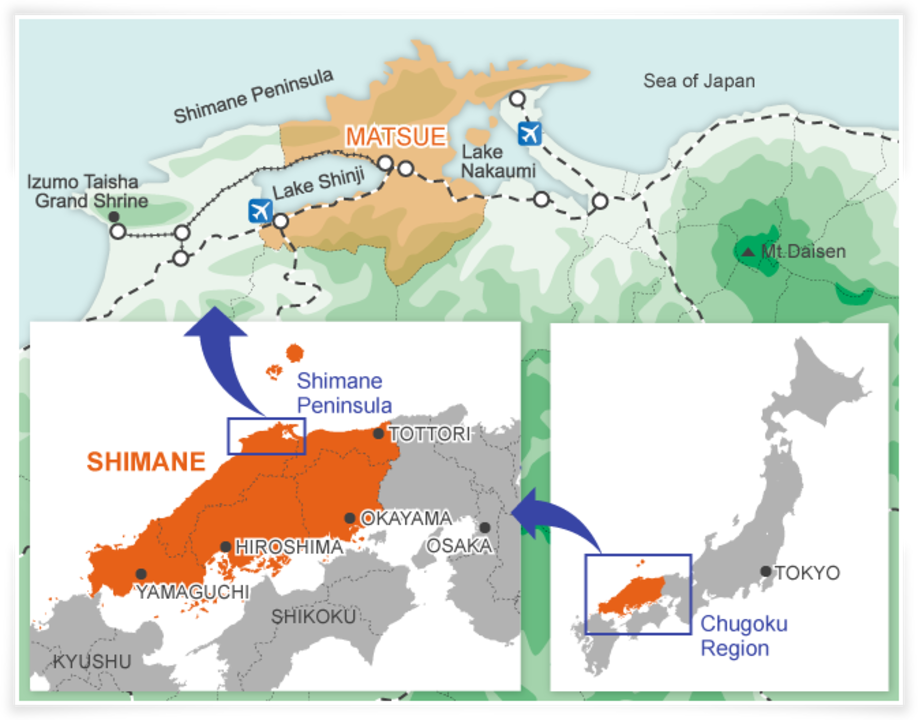 Shimane Peninsula
Sea of Japan
MATSUE
Lake
Nakaumi
Lake Shinji
Izumo Taisha
Grand Shrine
Mt.Daisen
Shimane
Peninsula
TOTTORI
SHIMANE
OKAYAMA
OSAKA
HIROSHIMA
YAMAGUCHI
SHIKOKU
KYUSHU
TOKYO
Chugoku
Region